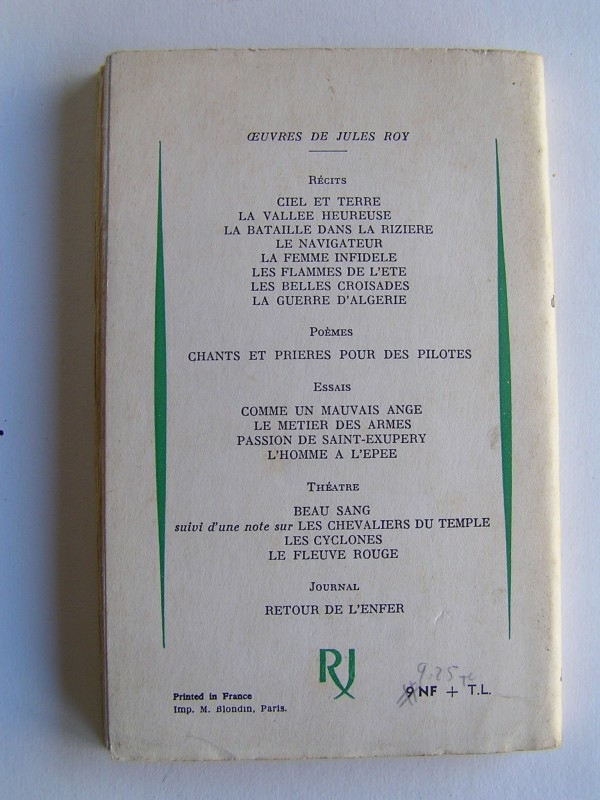 ŒUVRES DE JULES ROY
RÉCITS
CIEL ET TERRE
LA VALLEE HEUREUSE
LA BATAILLE DANS LA RIZIERE
LE NAVIGATEUR
LA FEMME INFIDELE
LES FLAMMES DE L'ETE
LES BELLES CROISADES
LA GUERRE D'ALGERIE
POÈMES
CHANTS ET PRIERES POUR DES PILOTES
ESSAIS
COMME UN MAUVAIS ANGE
LE METIER DES ARMES
PASSION DE SAINT-EXUPERY
L'HOMME A L'EPEE
THÉATRE
BEAU SANG
suivi d'une note sur LES CHEVALIERS DU TEMPLE
LES CYCLONES
LE FLEUVE ROUGE
JOURNAL
RETOUR DE L'ENFER
RJ
9,25
9 NF + T.L.
Printed in France
Imp. M. Blondin, Paris.